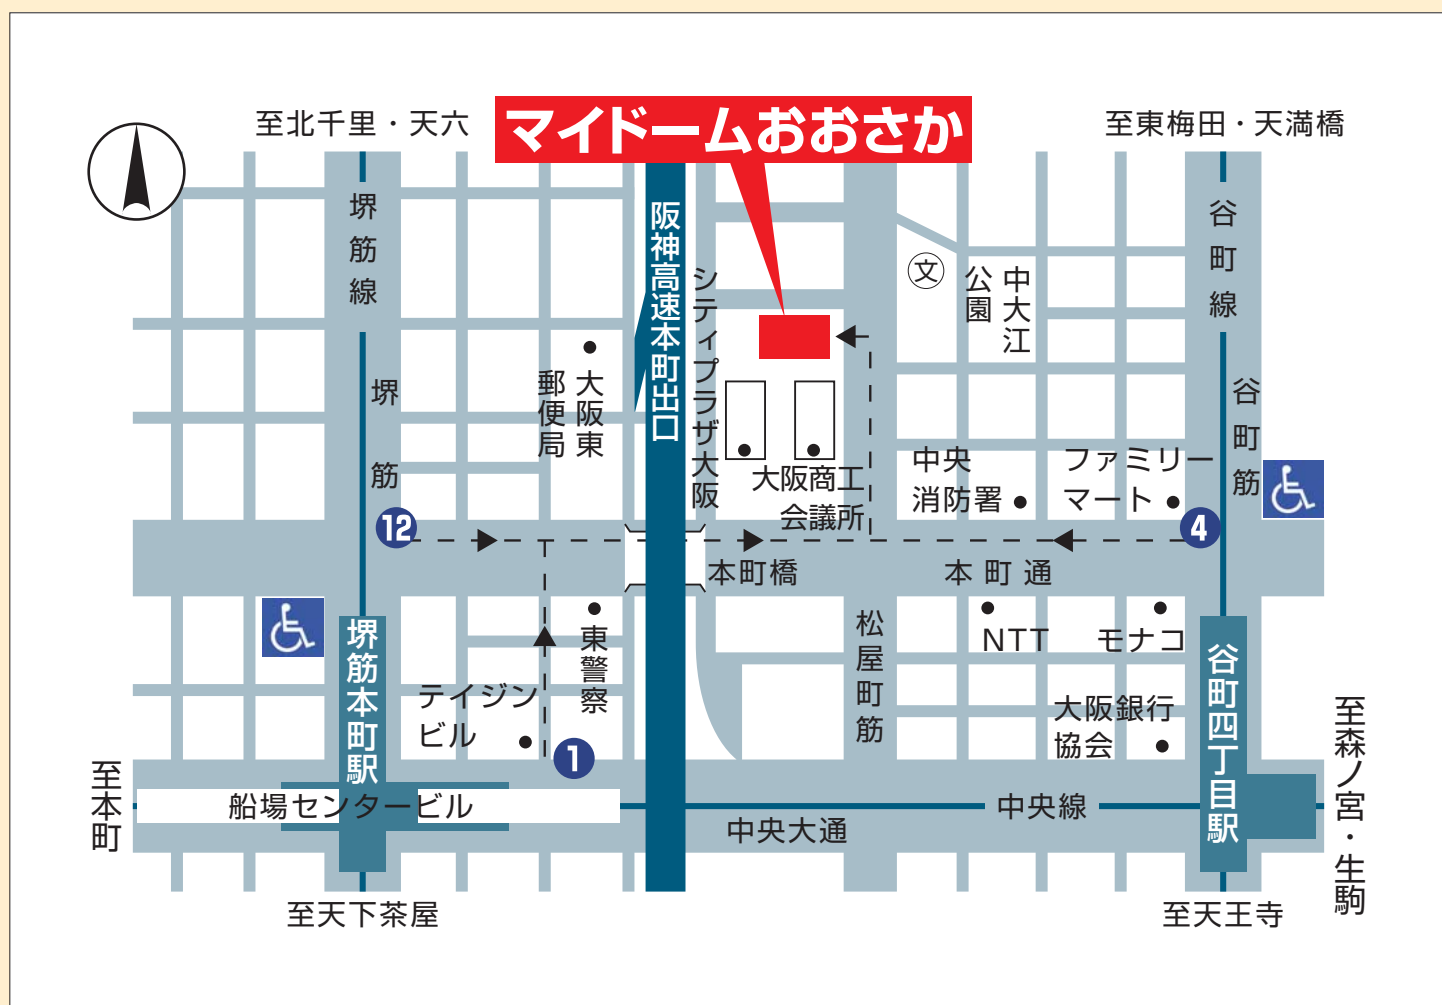 至北千里・天六
マイドームおおさか
至東梅田・天満橋
堺筋線
阪神高速本町出口
シティプラザ大阪
文
中大江
公園
谷町線
堺筋
大阪東
郵便局
谷町筋
大阪商工
会議所
中央
消防署
ファミリー
マート
12
4
本町橋
本町通
堺筋本町駅
東警察
松屋町筋
NTT
モナコ
谷町四丁目駅
テイジン
ビル
1
大阪銀行
協会
至本町
船場センタービル
中央大通
中央線
至森ノ宮・生駒
至天下茶屋
至天王寺